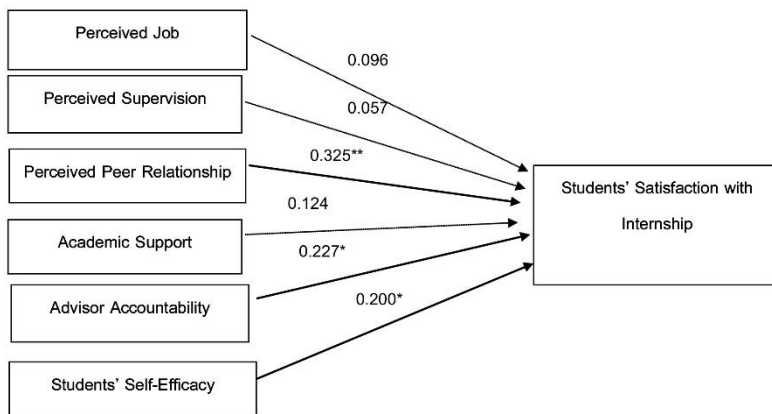 Perceived Job
0.096
Perceived Supervision
0.057
Perceived Peer Relationship
0.325**
Students' Satisfaction with
Internship
0.124
Academic Support
0.227*
Advisor Accountability
0.200*
Students' Self-Efficacy